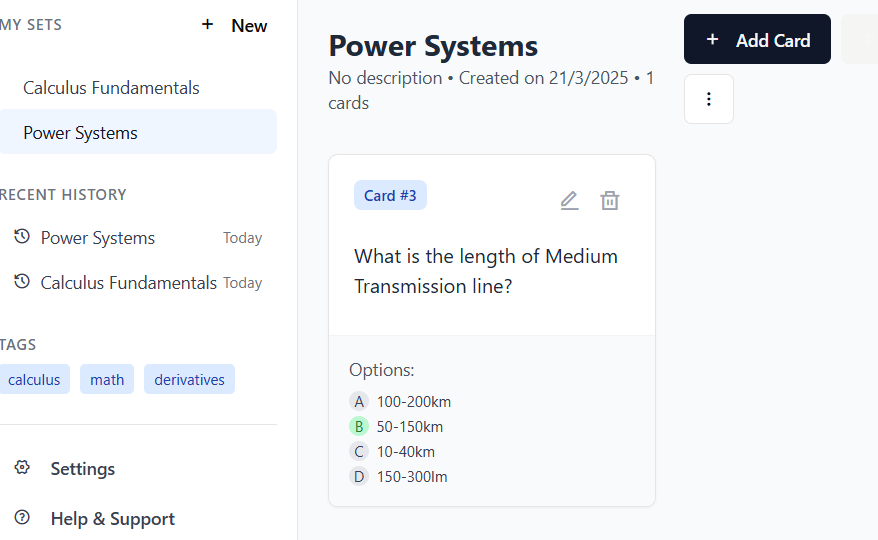 MY SETS
+ New
Calculus Fundamentals
Power Systems
RECENT HISTORY
Power Systems Today
Calculus Fundamentals Today
TAGS
calculus math derivatives
Settings
Help & Support
Power Systems
No description • Created on 21/3/2025 • 1
cards
+ Add Card
Card #3
What is the length of Medium
Transmission line?
Options:
A 100-200km
B 50-150km
C 10-40km
D 150-300lm